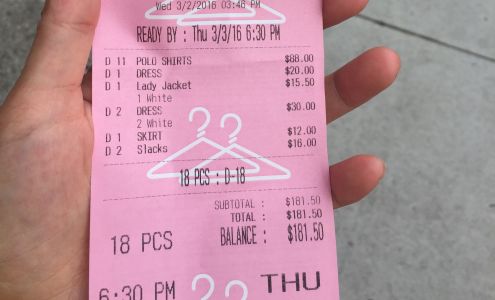 Wed 3/2/2016 03:46 PM
READY BY : Thu 3/3/16 6:30 PM
D 11 POLO SHIRTS $88.00
D 1 DRESS $20.00
D 1 Lady Jacket $15.50
1 White
D 2 DRESS $30.00
2 White
D 1 SKIRT $12.00
D 2 Slacks $16.00
18 PCS : D-18
SUBTOTAL : $181.50
TOTAL : $181.50
18 PCS BALANCE : $181.50
6:30 PM THU